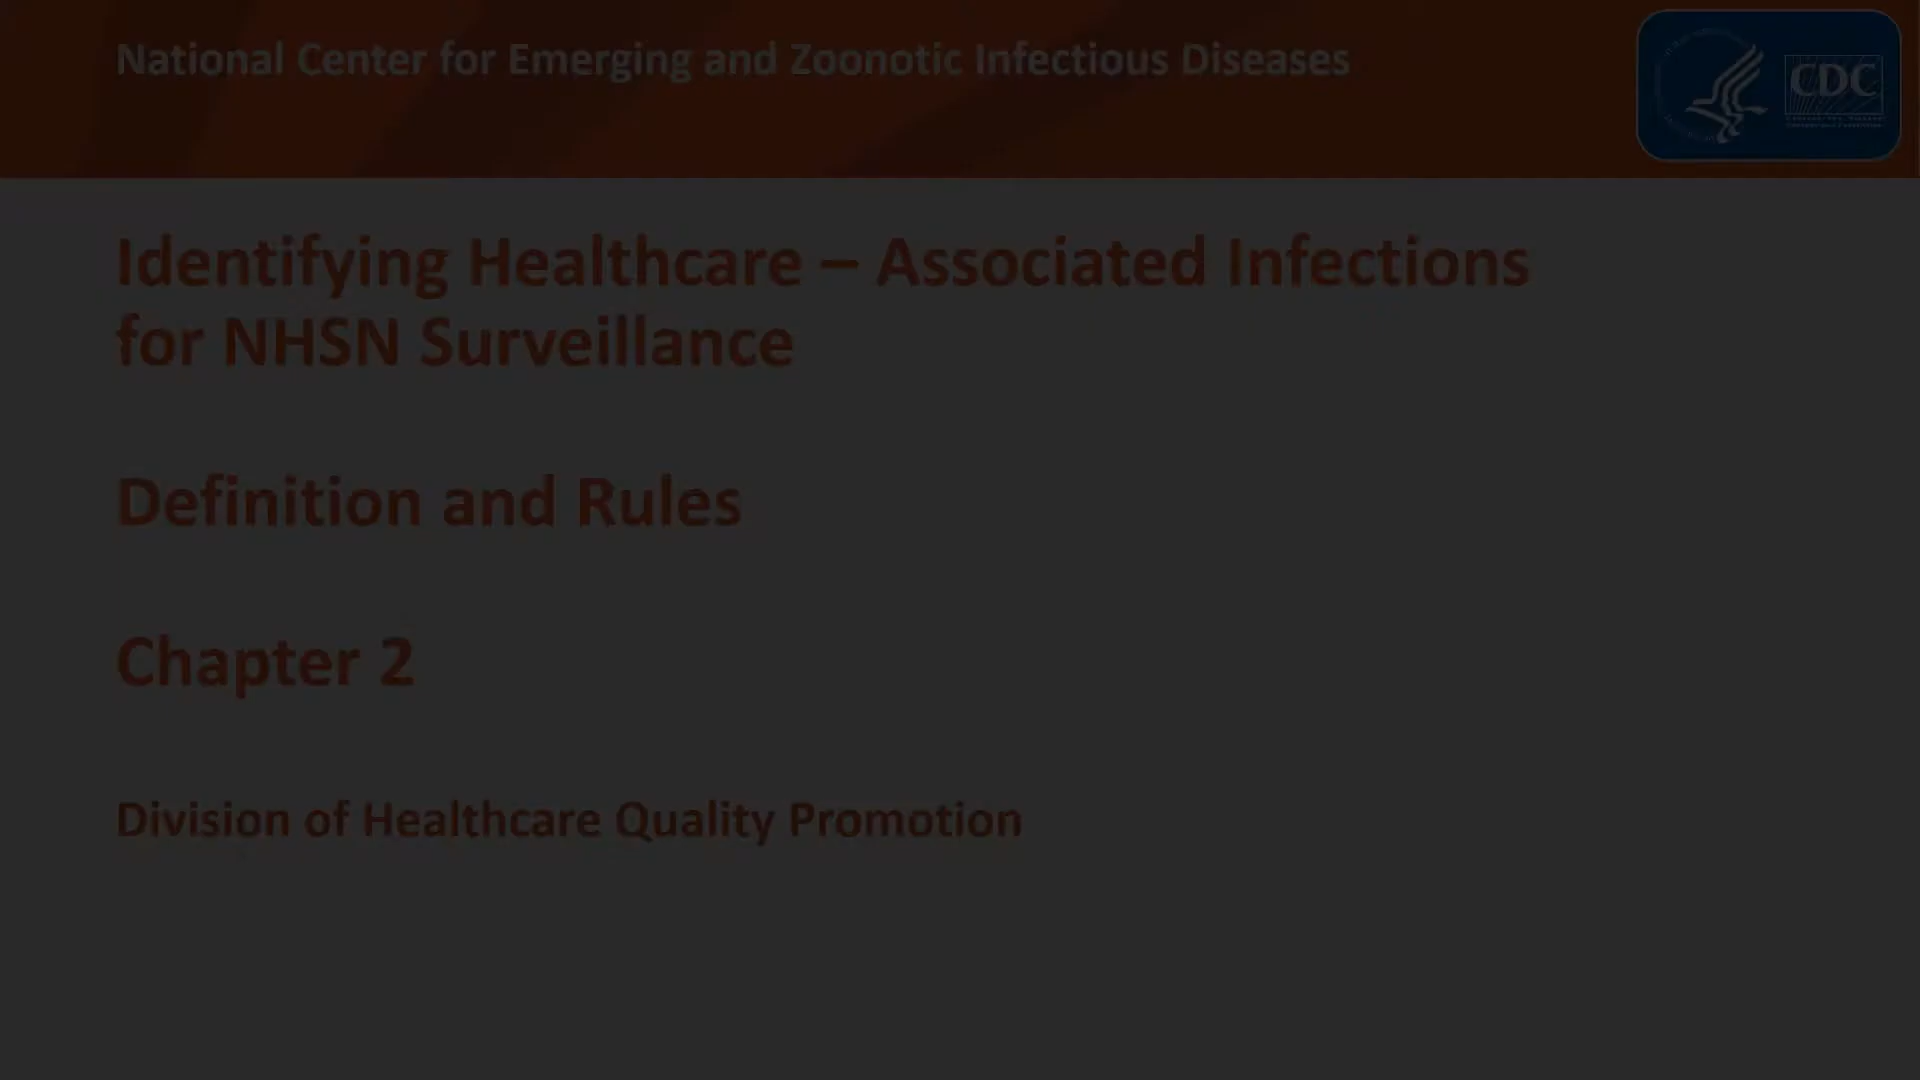 National Center for Emerging and Zoonotic Infectious Diseases
CDC
Identifying Healthcare – Associated Infections
for NHSN Surveillance
Definition and Rules
Chapter 2
Division of Healthcare Quality Promotion